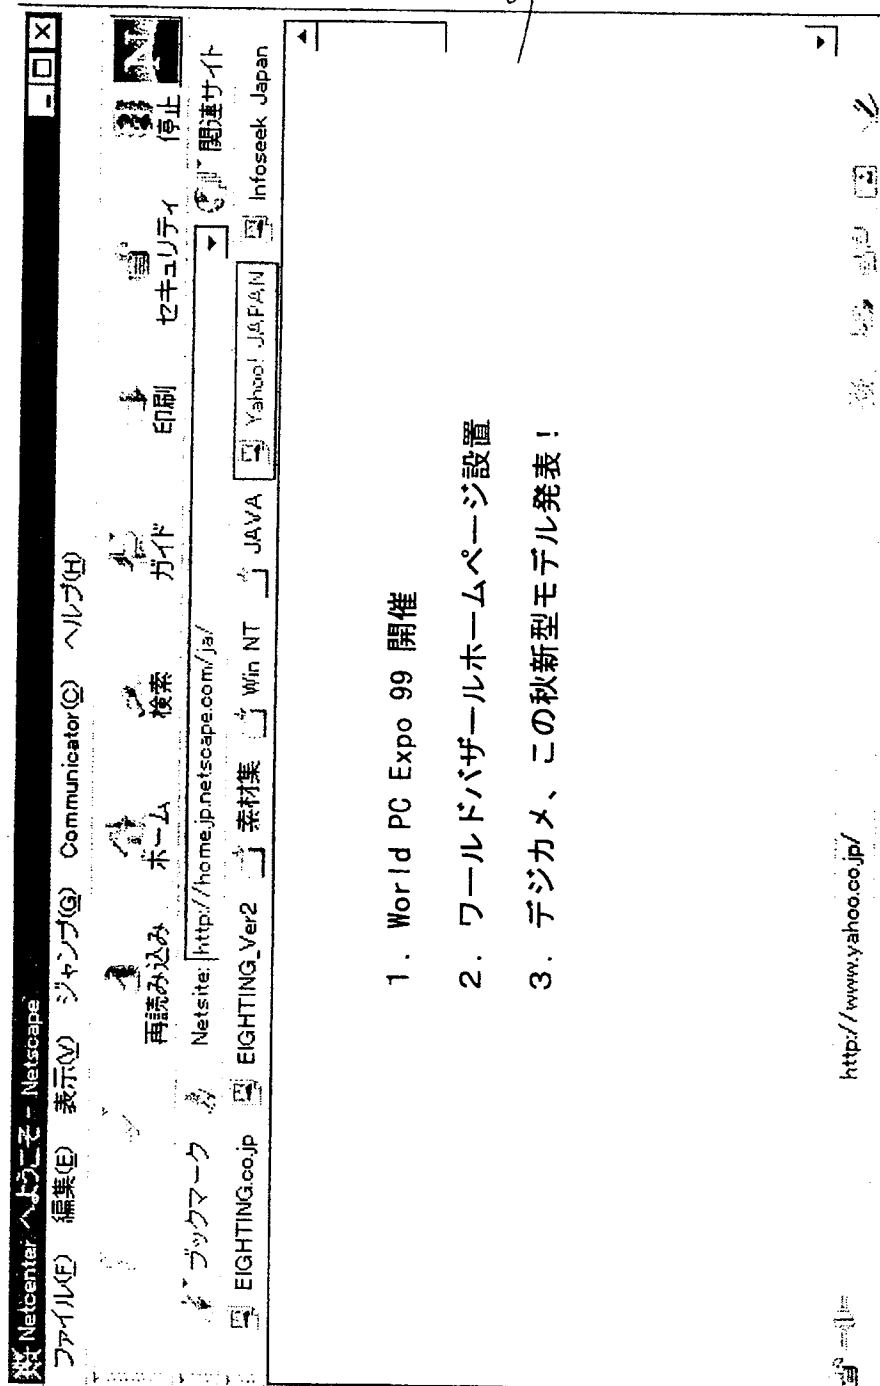 Netcenter へようこそ - Netscape
ファイル(F) 編集(E) 表示(V) ジャンプ(G) Communicator(C) ヘルプ(H)
再読み込み ホーム 検索 ガイド 印刷 セキュリティ 停止
ブックマーク Netsite: http://home.jp.netscape.com/ja/ 関連サイト
EIGHTING.co.jp EIGHTING_Ver2 素材集 Win NT JAVA Yahoo! JAPAN Infoseek Japan
1. World PC Expo 99 開催
2. ワールドバザールホームページ設置
3. デジカメ、この秋新型モデル発表!
http://www.yahoo.co.jp/